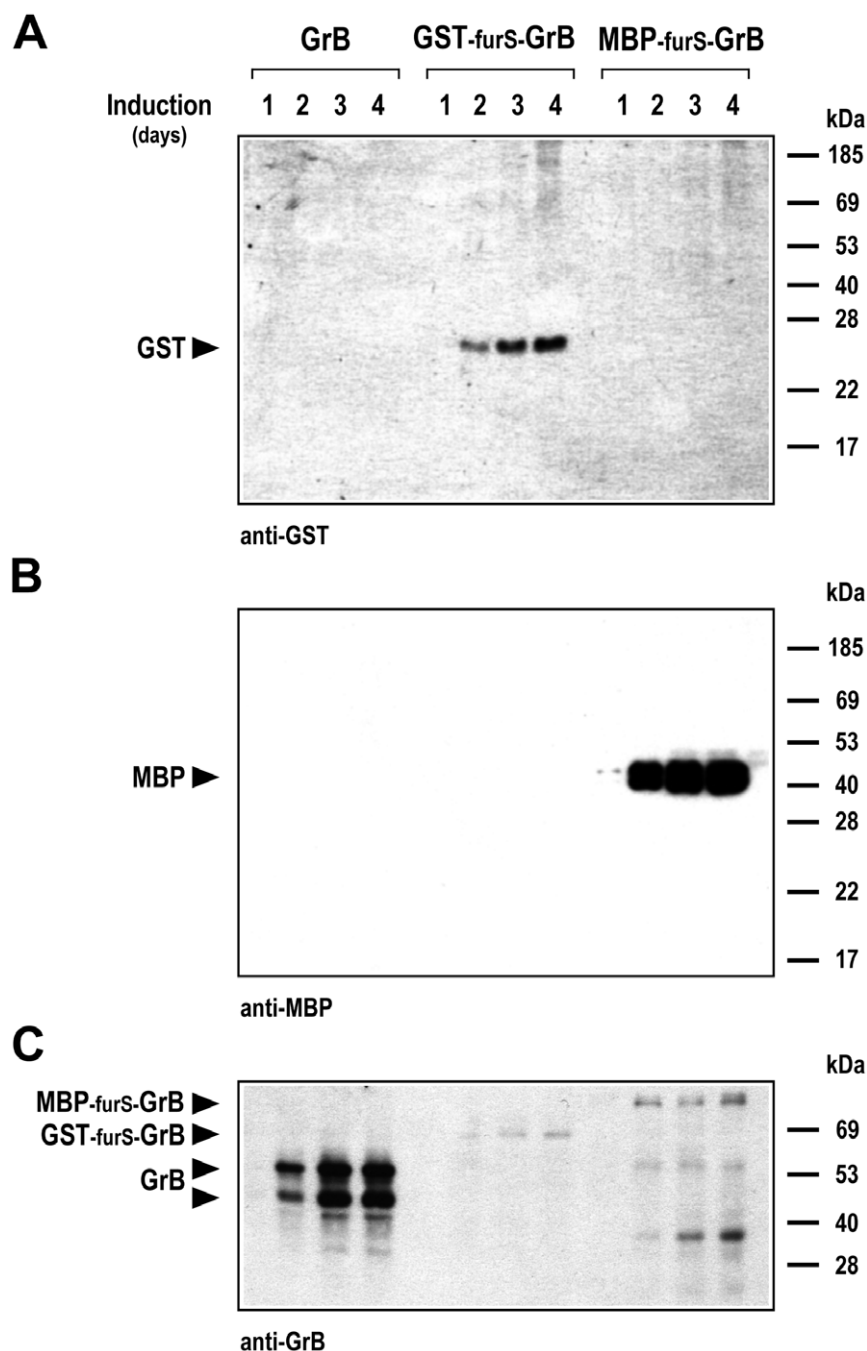 A
GrB GST-furS-GrB MBP-furS-GrB
Induction 1 2 3 4 1 2 3 4 1 2 3 4
(days)
kDa
185
69
53
40
28
GST
22
17
anti-GST
B
kDa
185
69
53
MBP
40
28
22
17
anti-MBP
C
kDa
MBP-furS-GrB
GST-furS-GrB 69
GrB 53
40
28
anti-GrB